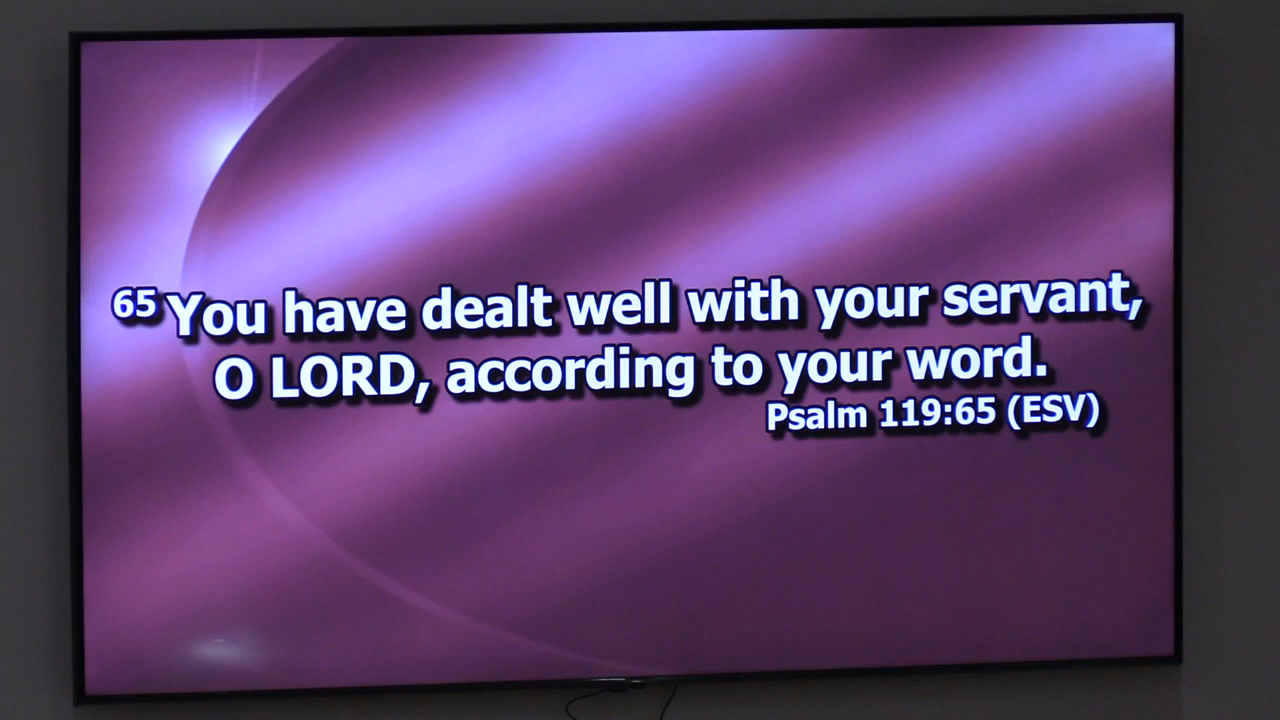 65 You have dealt well with your servant,
O LORD, according to your word.
Psalm 119:65 (ESV)